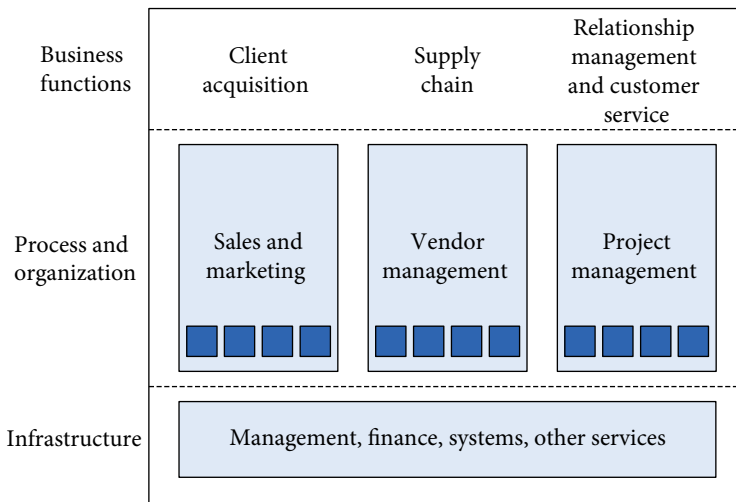 Business
functions
Client
acquisition
Supply
chain
Relationship
management
and customer
service
Process and
organization
Sales and
marketing
Vendor
management
Project
management
Infrastructure
Management, finance, systems, other services